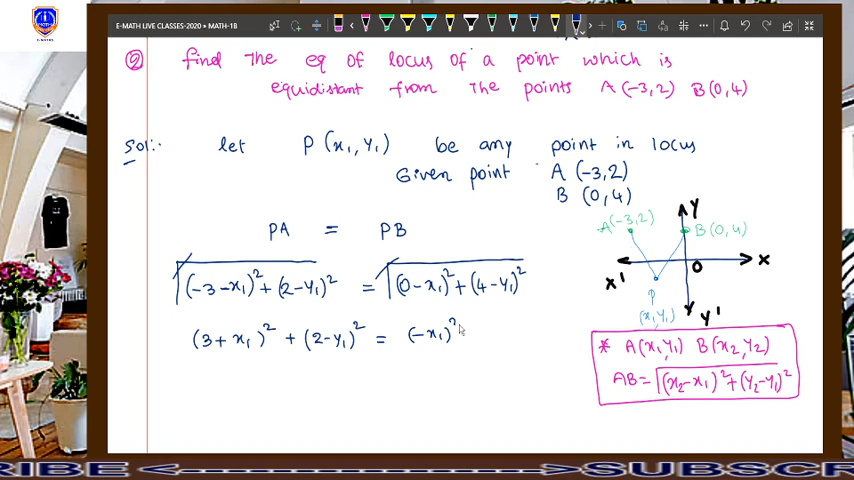 E-MATH LIVE CLASSES-2020 » MATH-1B
② find The eq of locus of a point which is
equidistant from The points A(-3,2) B(0,4)
Sol:- let P(x₁,y₁) be any point in locus
Given point A (-3,2)
B (0,4)
PA = PB
√(-3-x₁)²+(2-y₁)² = √(0-x₁)²+(4-y₁)²
(3+x₁)² + (2-y₁)² = (-x₁)²
Y
A(-3,2) B(0,4)
X' O X
P
(x₁,y₁) Y'
* A(x₁,y₁) B(x₂,y₂)
AB=√(x₂-x₁)²+(y₂-y₁)²
RIBE <----------------------> SUBSCR